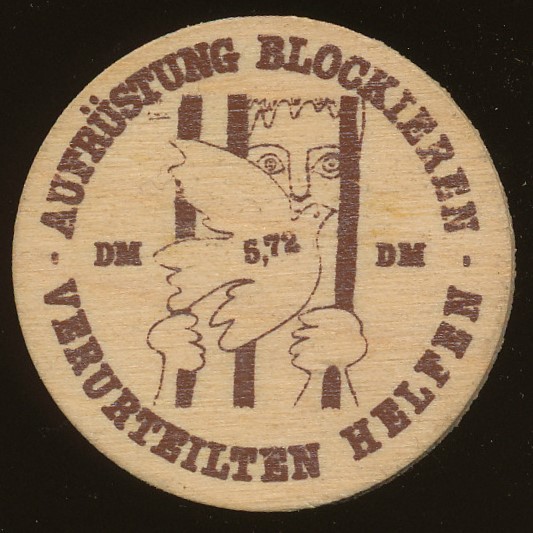 AUFRÜSTUNG BLOCKIEREN
DM 5,72 DM
VERURTEILTEN HELFEN